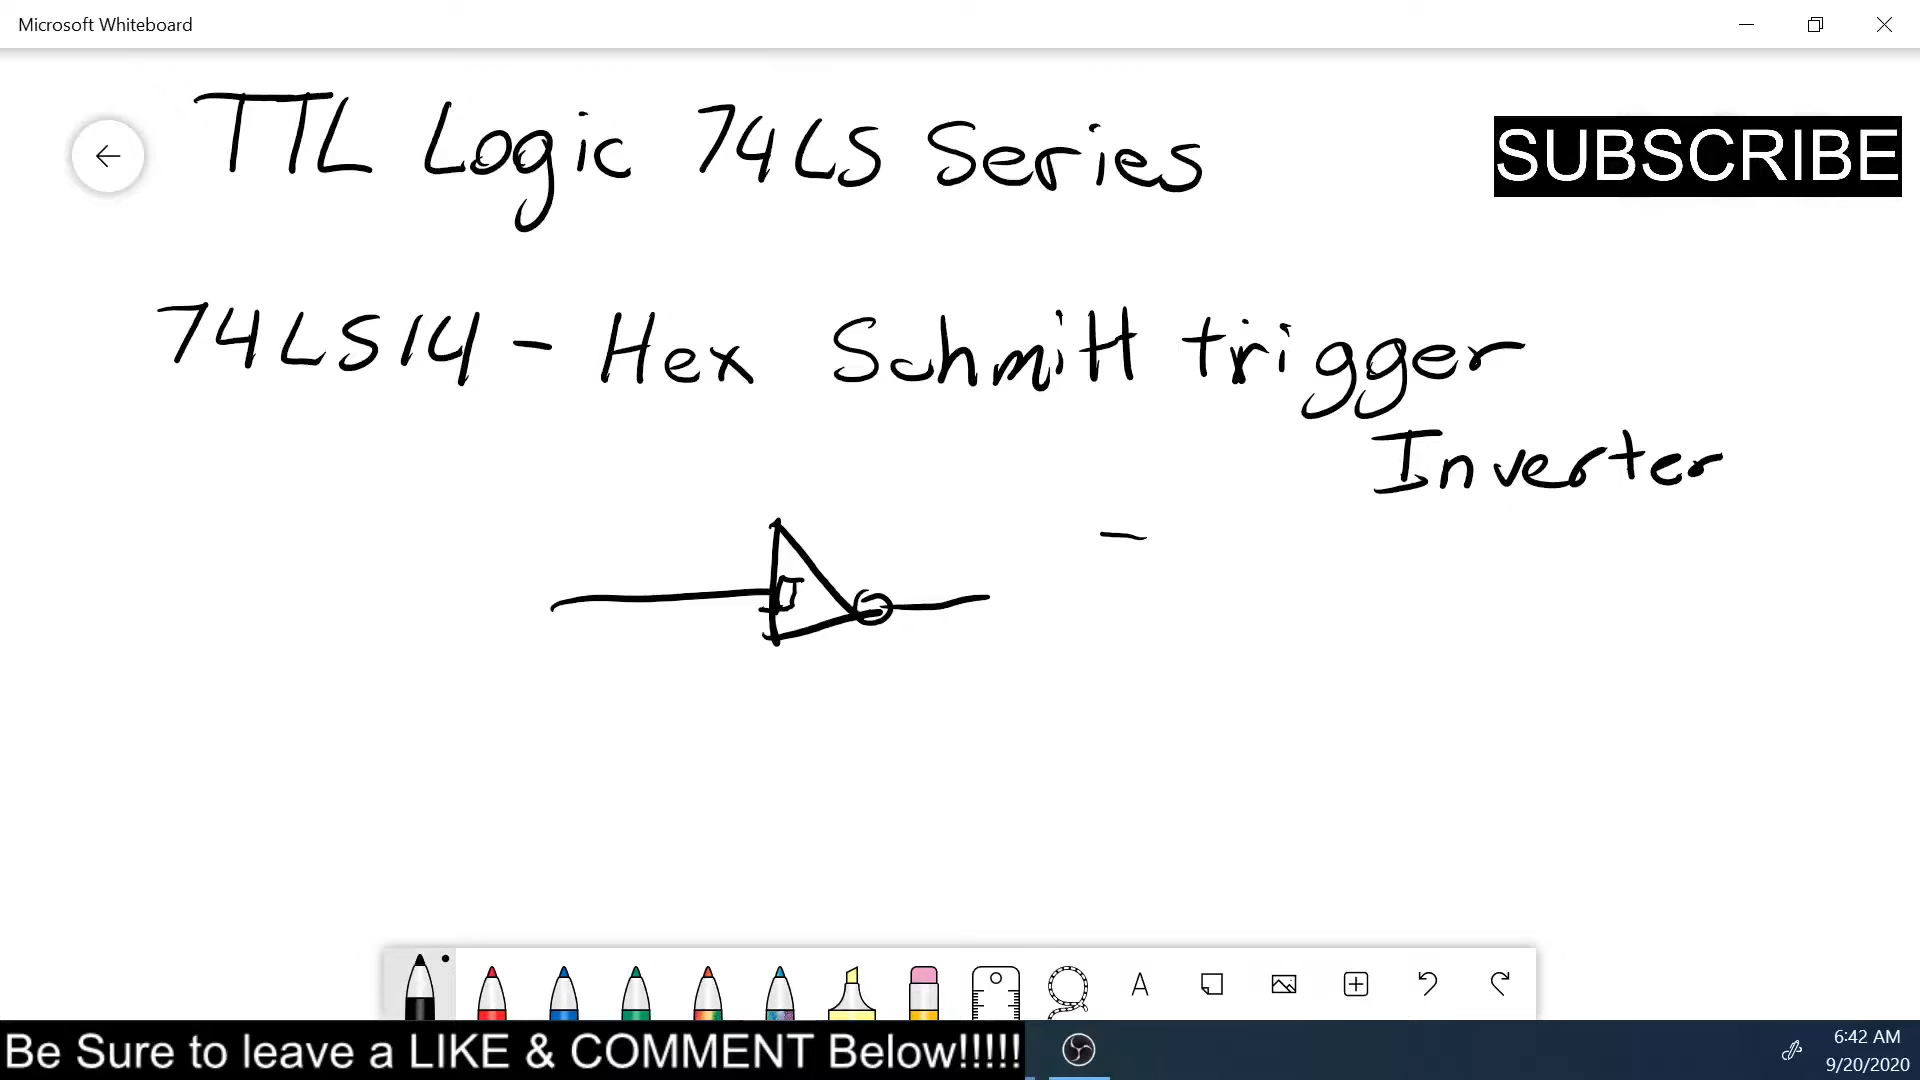 Microsoft Whiteboard
TTL Logic 74LS Series
SUBSCRIBE
74LS14 - Hex Schmitt trigger
Inverter
A
Be Sure to leave a LIKE & COMMENT Below!!!!!
6:42 AM
9/20/2020